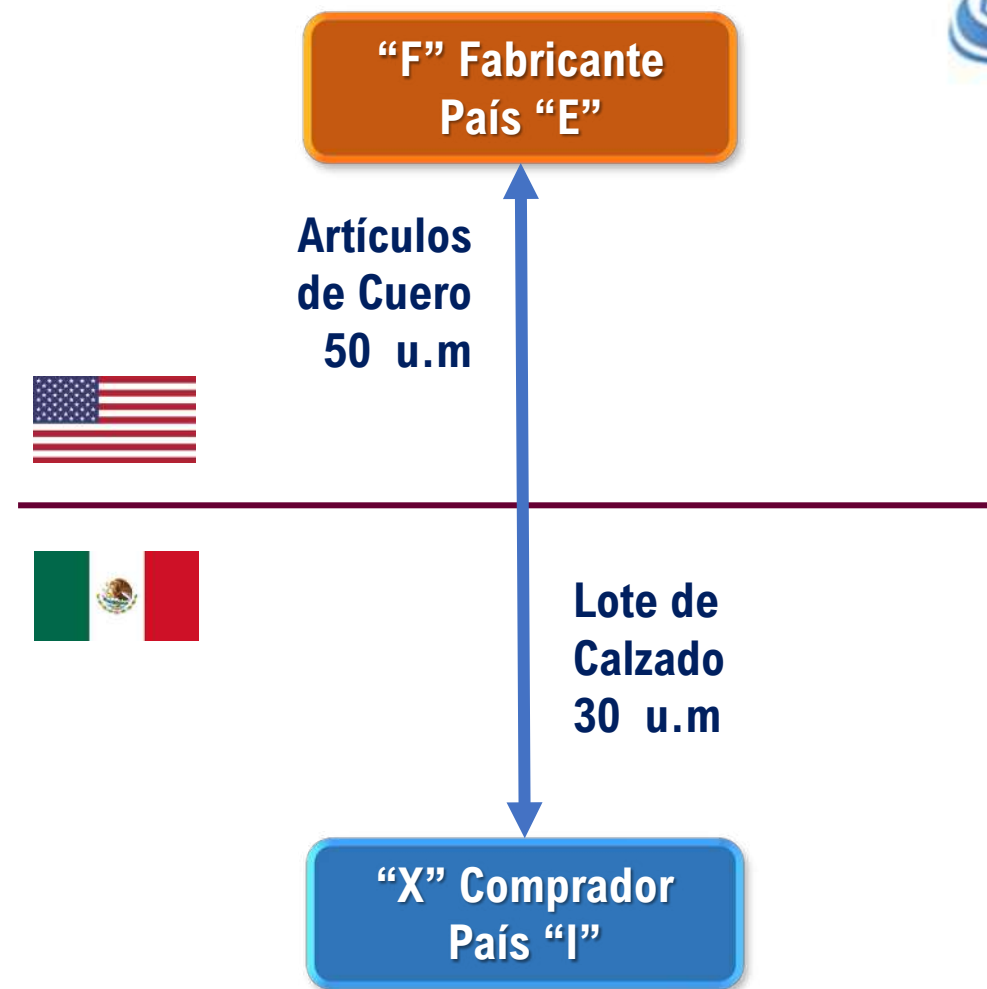 “F” Fabricante
País “E”
Artículos
de Cuero
50 u.m
Lote de
Calzado
30 u.m
“X” Comprador
País “I”